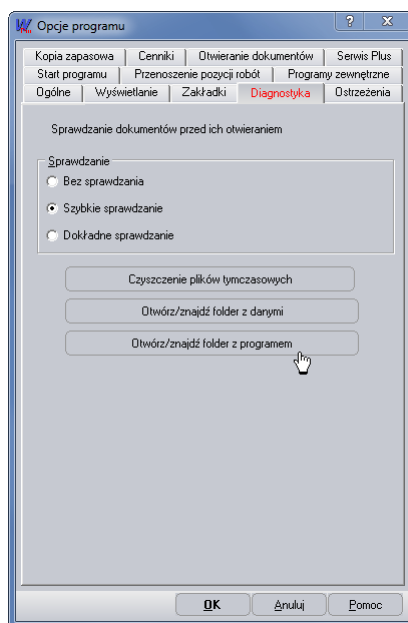 Opcje programu
Kopia zapasowa Cenniki Otwieranie dokumentów Serwis Plus
Start programu Przenoszenie pozycji robót Programy zewnętrzne
Ogólne Wyświetlanie Zakładki Diagnostyka Ostrzeżenia
Sprawdzanie dokumentów przed ich otwieraniem
Sprawdzanie
Bez sprawdzania
Szybkie sprawdzanie
Dokładne sprawdzanie
Czyszczenie plików tymczasowych
Otwórz/znajdź folder z danymi
Otwórz/znajdź folder z programem
OK Anuluj Pomoc